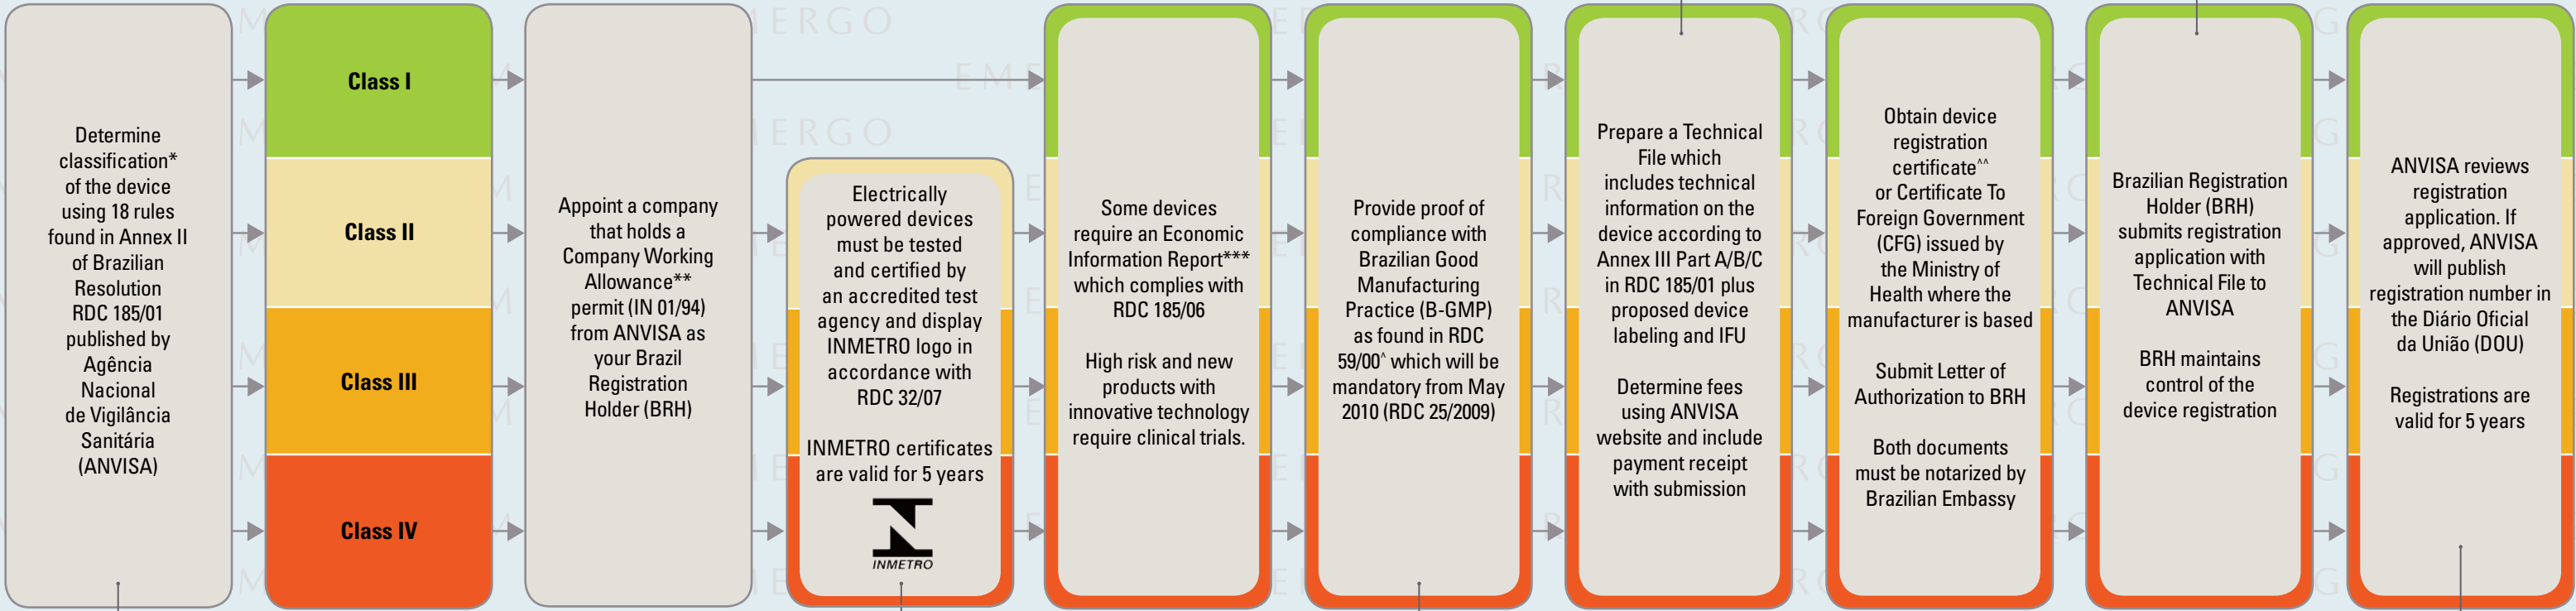 Determine
classification*
of the device
using 18 rules
found in Annex II
of Brazilian
Resolution
RDC 185/01
published by
Agência
Nacional
de Vigilância
Sanitária
(ANVISA)
Class I
Class II
Class III
Class IV
Appoint a company
that holds a
Company Working
Allowance**
permit (IN 01/94)
from ANVISA as
your Brazil
Registration
Holder (BRH)
Electrically
powered devices
must be tested
and certified by
an accredited test
agency and display
INMETRO logo in
accordance with
RDC 32/07
INMETRO certificates
are valid for 5 years
INMETRO
Some devices
require an Economic
Information Report***
which complies with
RDC 185/06
High risk and new
products with
innovative technology
require clinical trials.
Provide proof of
compliance with
Brazilian Good
Manufacturing
Practice (B-GMP)
as found in RDC
59/00^ which will be
mandatory from May
2010 (RDC 25/2009)
Prepare a Technical
File which
includes technical
information on the
device according to
Annex III Part A/B/C
in RDC 185/01 plus
proposed device
labeling and IFU
Determine fees
using ANVISA
website and include
payment receipt
with submission
Obtain device
registration
certificate^^
or Certificate To
Foreign Government
(CFG) issued by
the Ministry of
Health where the
manufacturer is based
Submit Letter of
Authorization to BRH
Both documents
must be notarized by
Brazilian Embassy
Brazilian Registration
Holder (BRH)
submits registration
application with
Technical File to
ANVISA
BRH maintains
control of the
device registration
ANVISA reviews
registration
application. If
approved, ANVISA
will publish
registration number in
the Diário Oficial
da União (DOU)
Registrations are
valid for 5 years